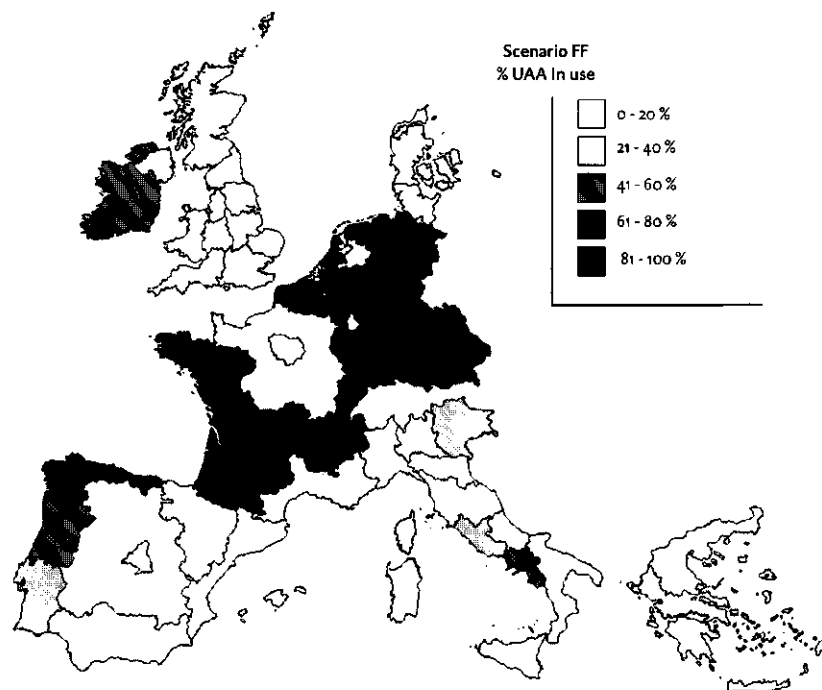 Scenario FF
% UAA In use
0 - 20 %
21 - 40 %
41 - 60 %
61 - 80 %
81 - 100 %